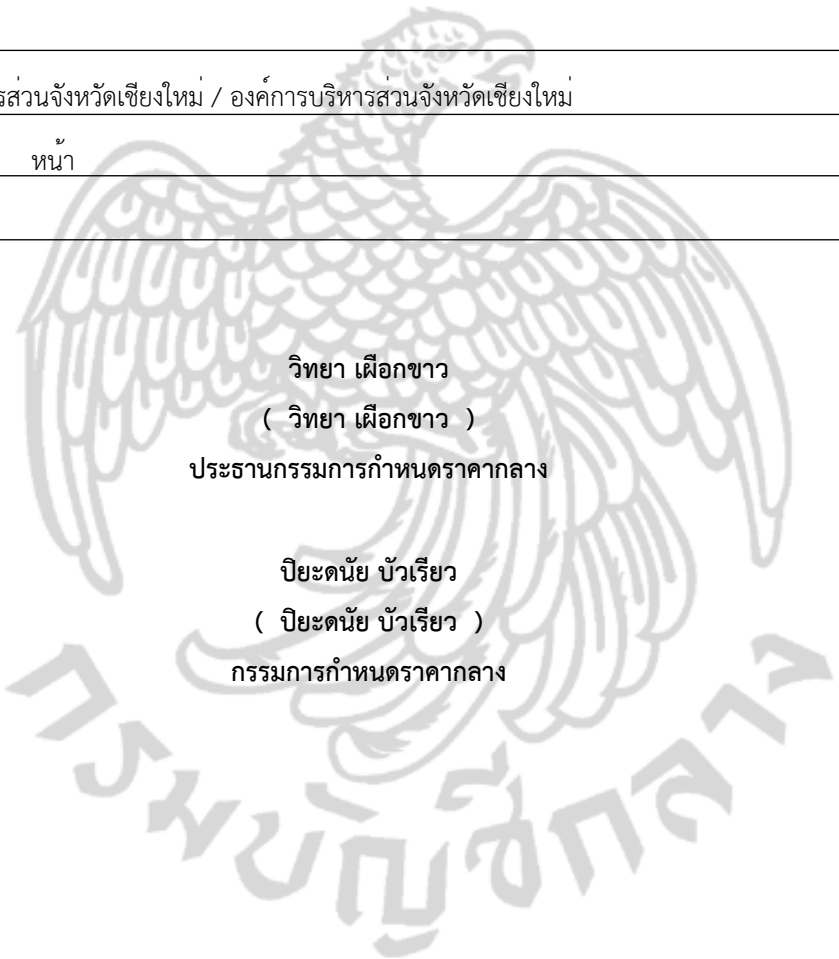 รส่วนจังหวัดเชียงใหม่ / องค์การบริหารส่วนจังหวัดเชียงใหม่
หน้า
วิทยา เผือกขาว
( วิทยา เผือกขาว )
ประธานกรรมการกำหนดราคากลาง
ปิยะดนัย บัวเรียว
( ปิยะดนัย บัวเรียว )
กรรมการกำหนดราคากลาง
กรมบัญชีกลาง